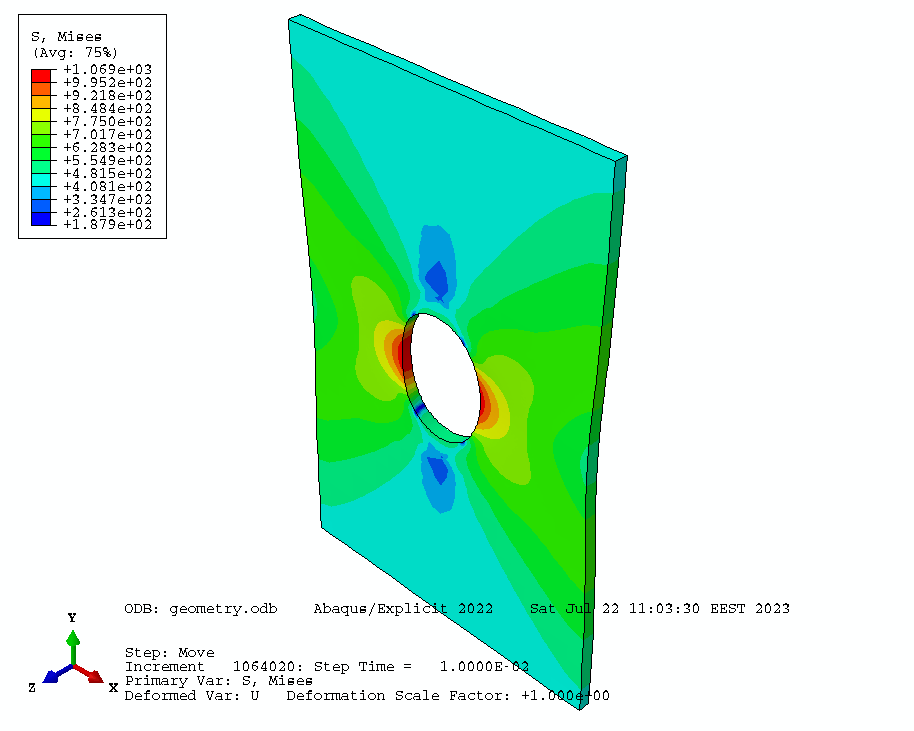 S, Mises
(Avg: 75%)
+1.069e+03
+9.952e+02
+9.218e+02
+8.484e+02
+7.750e+02
+7.017e+02
+6.283e+02
+5.549e+02
+4.815e+02
+4.081e+02
+3.347e+02
+2.613e+02
+1.879e+02
ODB: geometry.odb Abaqus/Explicit 2022 Sat Jul 22 11:03:30 EEST 2023
Y
Z
X
Step: Move
Increment 1064020: Step Time = 1.0000E-02
Primary Var: S, Mises
Deformed Var: U Deformation Scale Factor: +1.000e+00